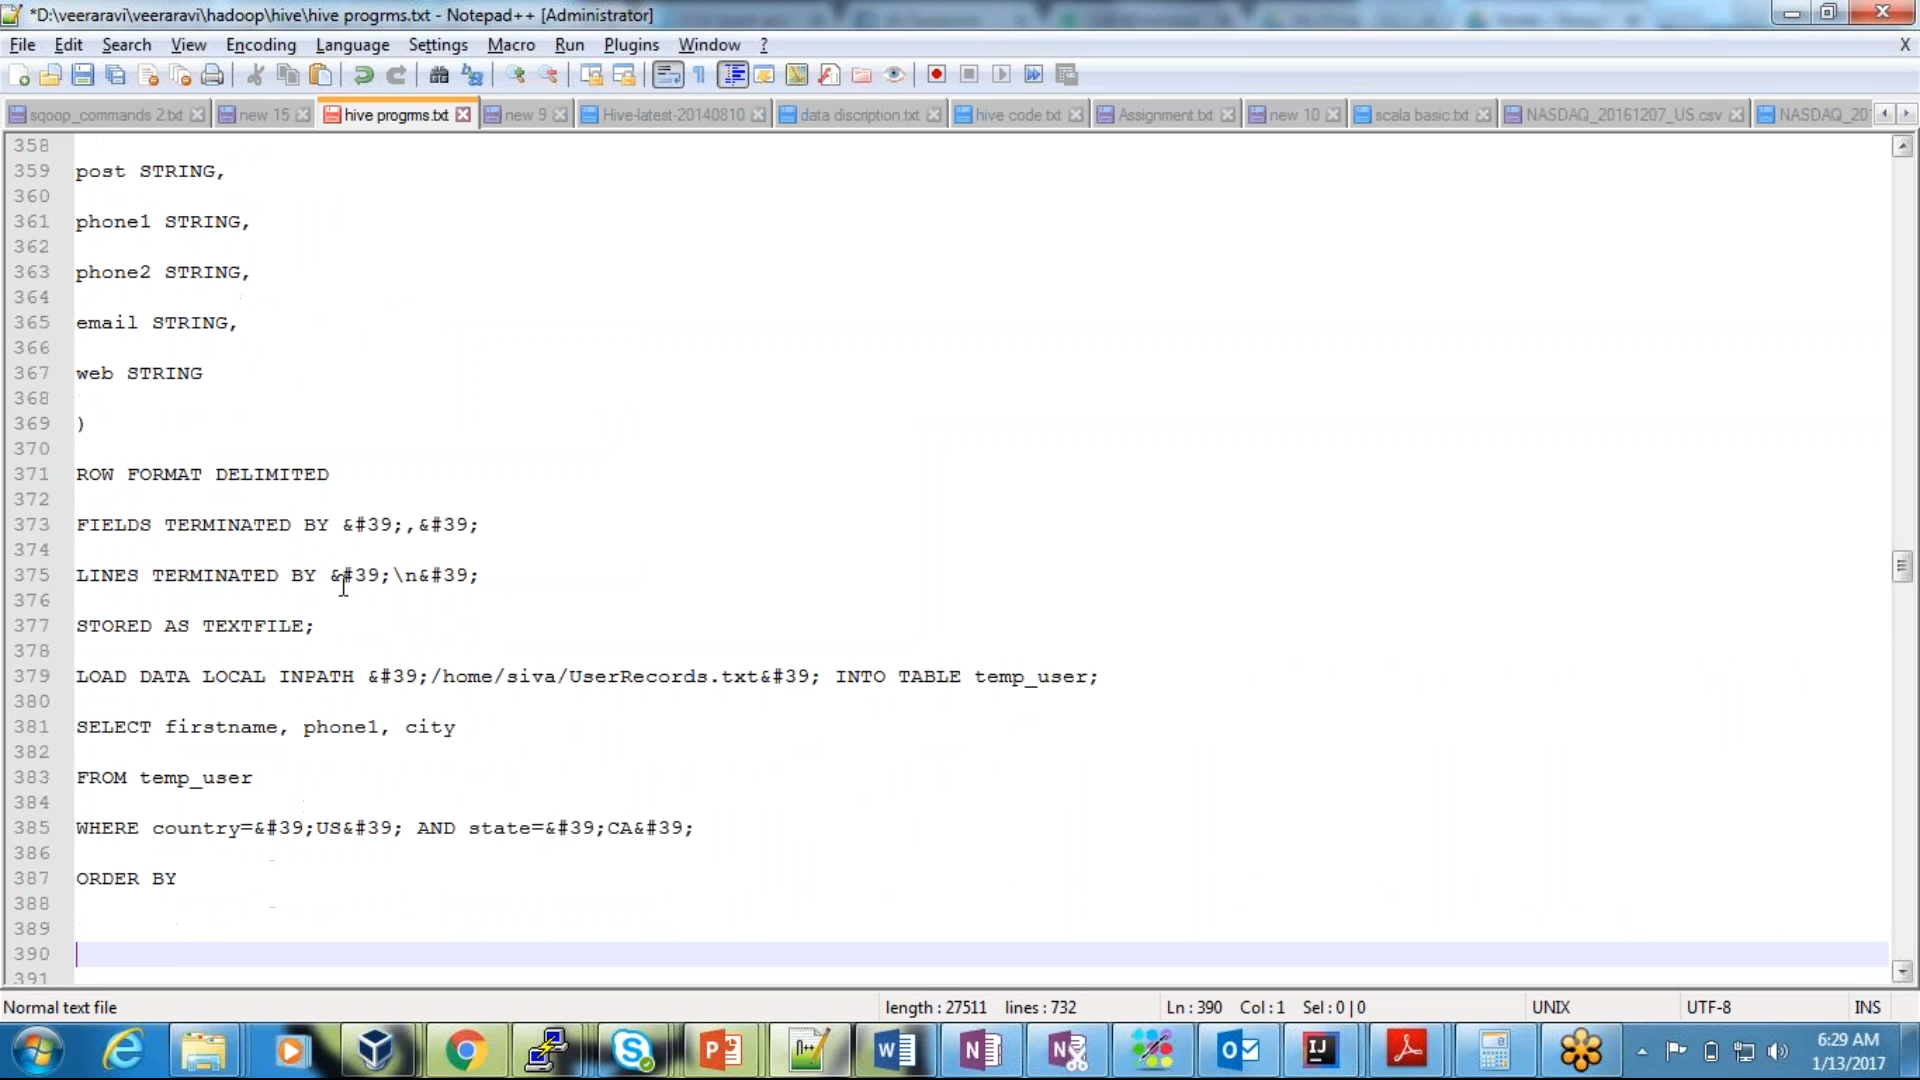 *D:\veeraravi\veeraravi\hadoop\hive\hive progrms.txt - Notepad++ [Administrator]
File Edit Search View Encoding Language Settings Macro Run Plugins Window ? X
sqoop_commands 2.txt new 15 hive progrms.txt new 9 Hive-latest-20140810 data discription.txt hive code.txt Assignment.txt new 10 scala basic.txt NASDAQ_20161207_US.csv NASDAQ_20
358
359 post STRING,
360
361 phone1 STRING,
362
363 phone2 STRING,
364
365 email STRING,
366
367 web STRING
368
369 )
370
371 ROW FORMAT DELIMITED
372
373 FIELDS TERMINATED BY &#39;,&#39;
374
375 LINES TERMINATED BY &#39;\n&#39;
376
377 STORED AS TEXTFILE;
378
379 LOAD DATA LOCAL INPATH &#39;/home/siva/UserRecords.txt&#39; INTO TABLE temp_user;
380
381 SELECT firstname, phone1, city
382
383 FROM temp_user
384
385 WHERE country=&#39;US&#39; AND state=&#39;CA&#39;
386
387 ORDER BY
388
389
390
391
Normal text file length : 27511 lines : 732 Ln : 390 Col : 1 Sel : 0 | 0 UNIX UTF-8 INS
6:29 AM
1/13/2017